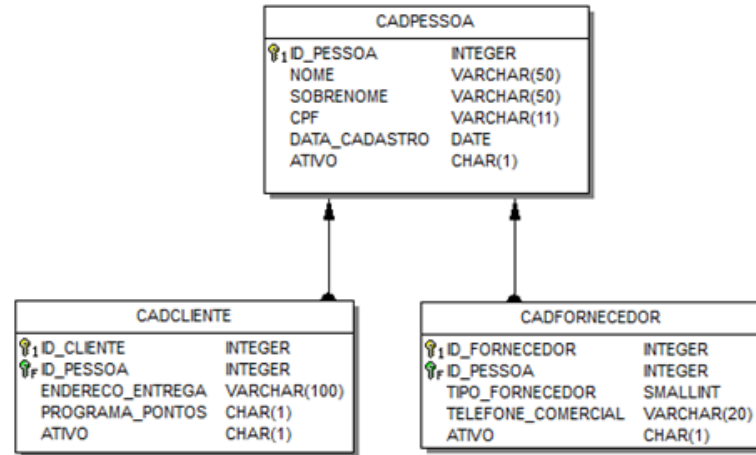 CADPESSOA
1 ID_PESSOA INTEGER
NOME VARCHAR(50)
SOBRENOME VARCHAR(50)
CPF VARCHAR(11)
DATA_CADASTRO DATE
ATIVO CHAR(1)
CADCLIENTE
1 ID_CLIENTE INTEGER
F ID_PESSOA INTEGER
ENDERECO_ENTREGA VARCHAR(100)
PROGRAMA_PONTOS CHAR(1)
ATIVO CHAR(1)
CADFORNECEDOR
1 ID_FORNECEDOR INTEGER
F ID_PESSOA INTEGER
TIPO_FORNECEDOR SMALLINT
TELEFONE_COMERCIAL VARCHAR(20)
ATIVO CHAR(1)